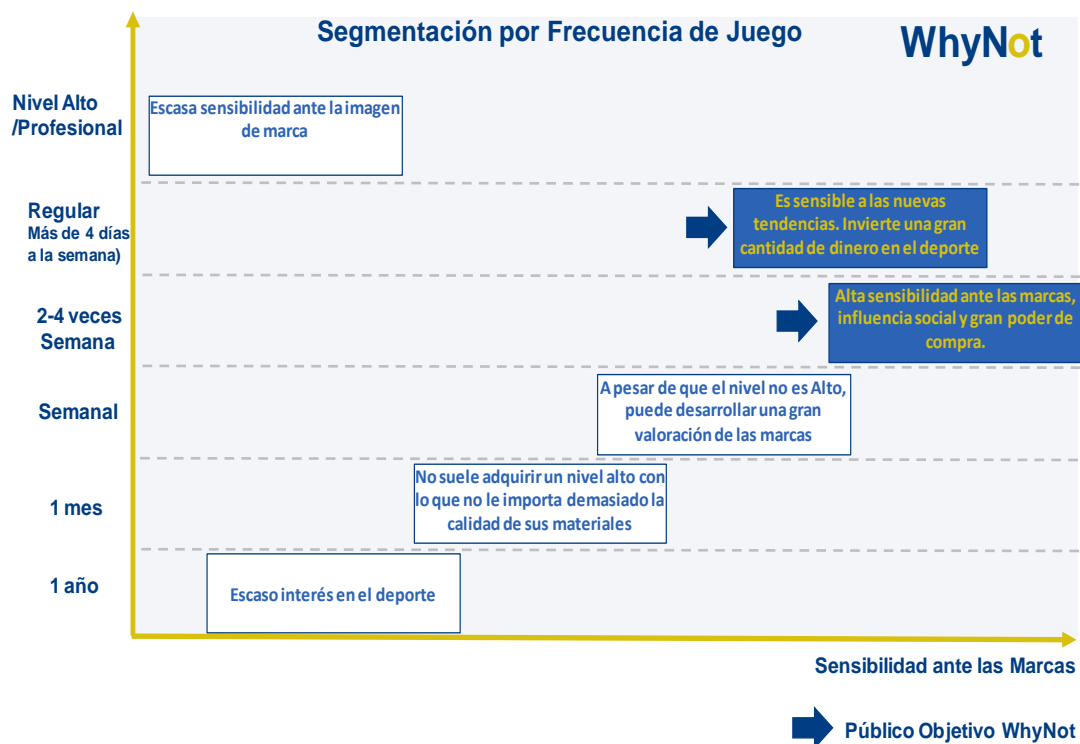 Segmentación por Frecuencia de Juego
WhyNot
Nivel Alto
/Profesional
Escasa sensibilidad ante la imagen
de marca
Regular
Más de 4 días
a la semana)
Es sensible a las nuevas
tendencias. Invierte una gran
cantidad de dinero en el deporte
2-4 veces
Semana
Alta sensibilidad ante las marcas,
influencia social y gran poder de
compra.
Semanal
A pesar de que el nivel no es Alto,
puede desarrollar una gran
valoración de las marcas
1 mes
No suele adquirir un nivel alto con
lo que no le importa demasiado la
calidad de sus materiales
1 año
Escaso interés en el deporte
Sensibilidad ante las Marcas
Público Objetivo WhyNot